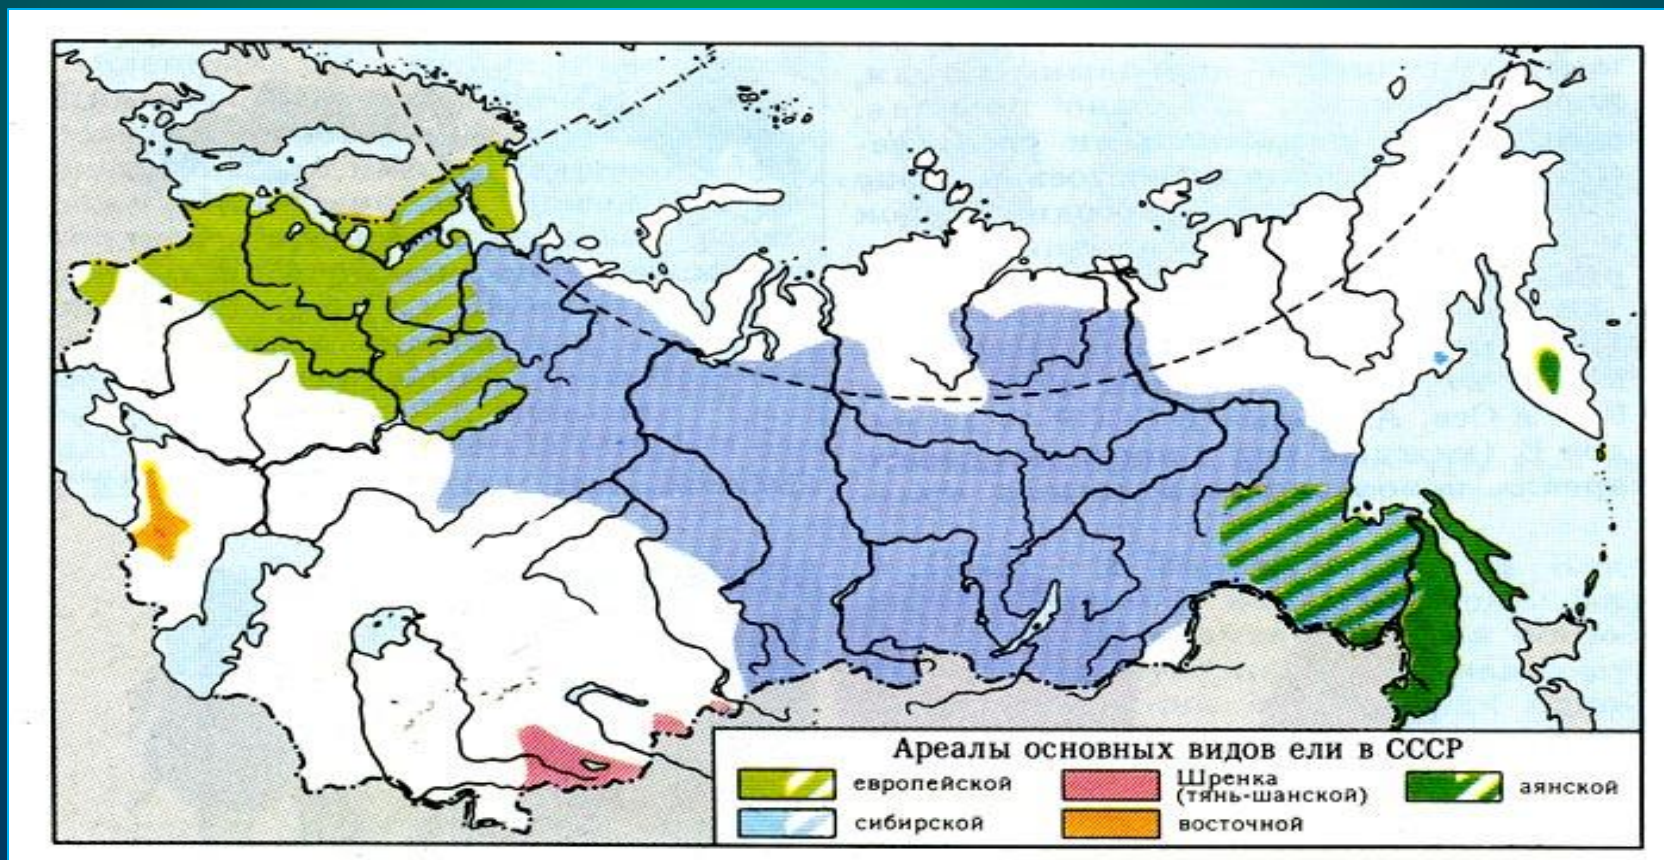 Ареалы основных видов ели в СССР
европейской
Шренка
(тянь-шанской)
аянской
сибирской
восточной